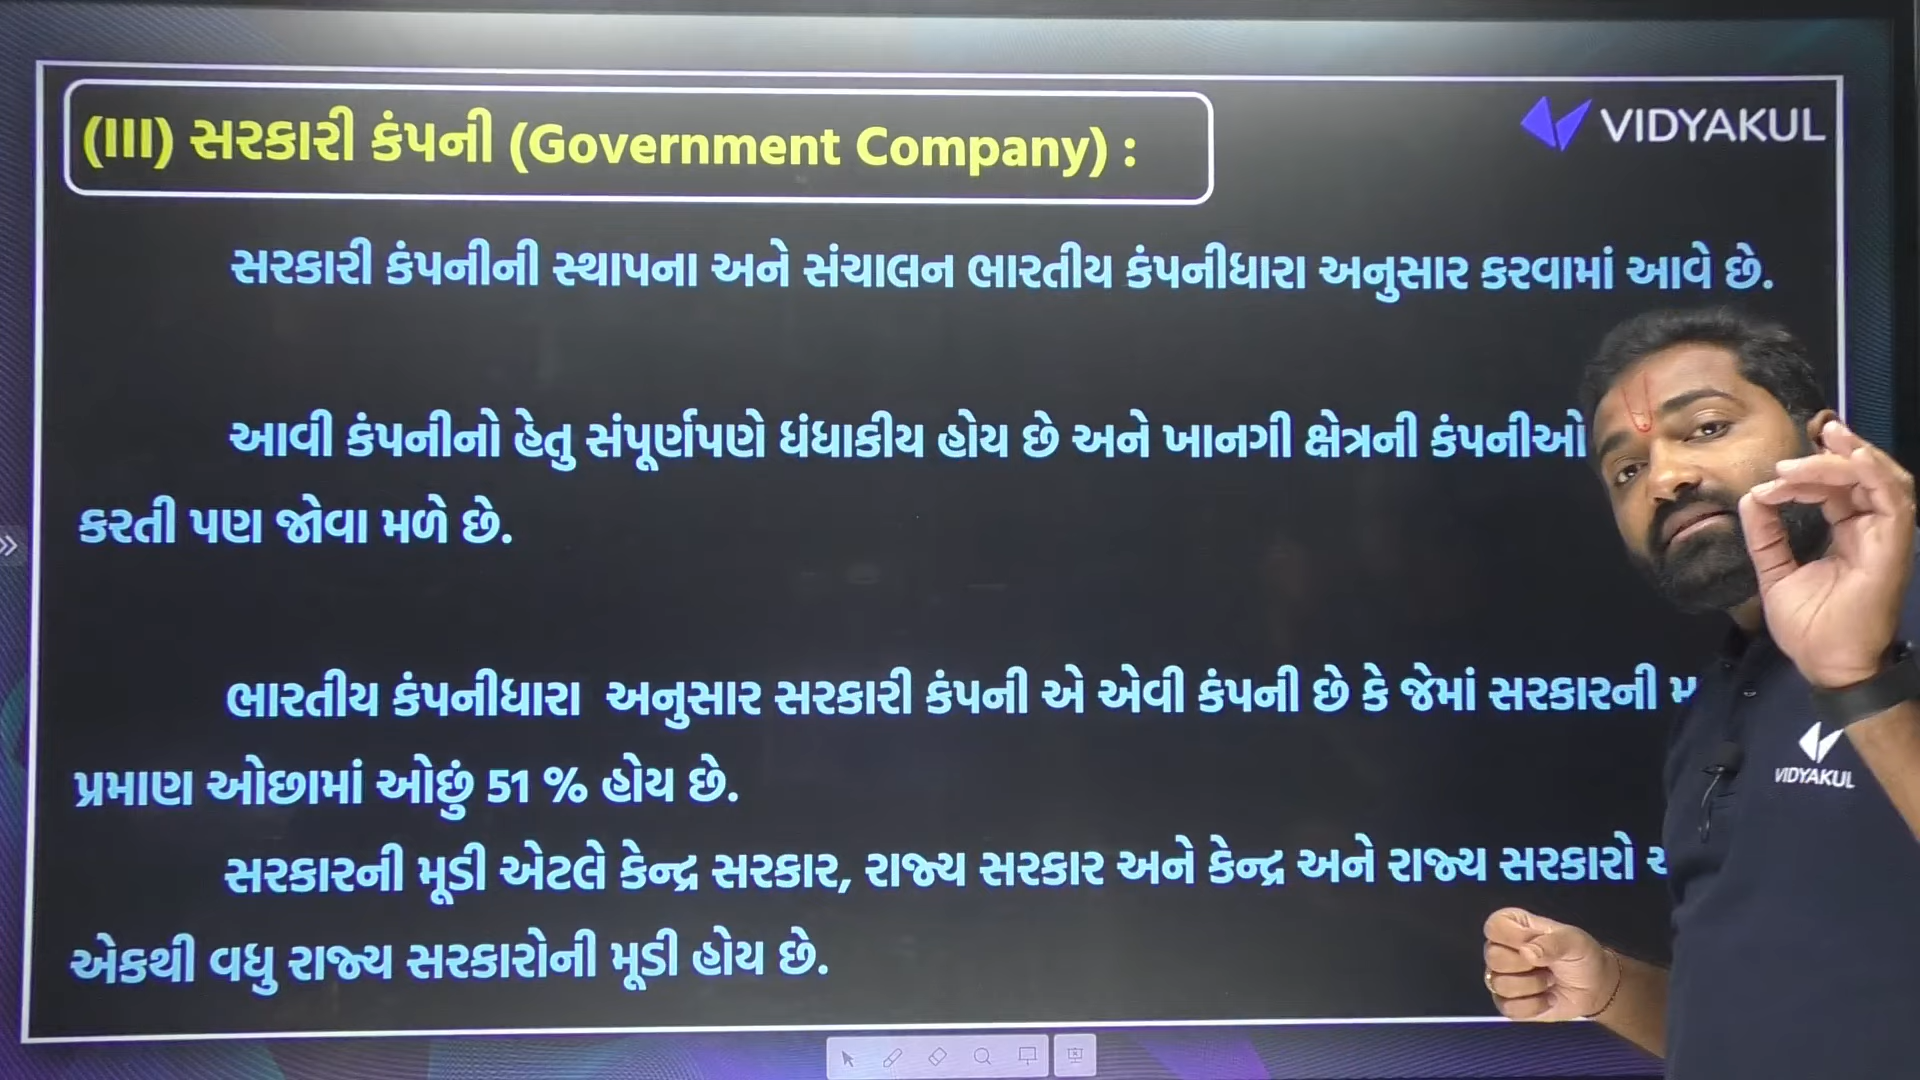 (III) સરકારી કંપની (Government Company) :
VIDYAKUL
સરકારી કંપનીની સ્થાપના અને સંચાલન ભારતીય કંપનીધારા અનુસાર કરવામાં આવે છે.
આવી કંપનીનો હેતુ સંપૂર્ણપણે ધંધાકીય હોય છે અને ખાનગી ક્ષેત્રની કંપનીઓ
કરતી પણ જોવા મળે છે.
ભારતીય કંપનીધારા અનુસાર સરકારી કંપની એ એવી કંપની છે કે જેમાં સરકારની
પ્રમાણ ઓછામાં ઓછું 51 % હોય છે.
સરકારની મૂડી એટલે કેન્દ્ર સરકાર, રાજ્ય સરકાર અને કેન્દ્ર અને રાજ્ય સરકારો
એકથી વધુ રાજ્ય સરકારોની મૂડી હોય છે.
VIDYAKUL